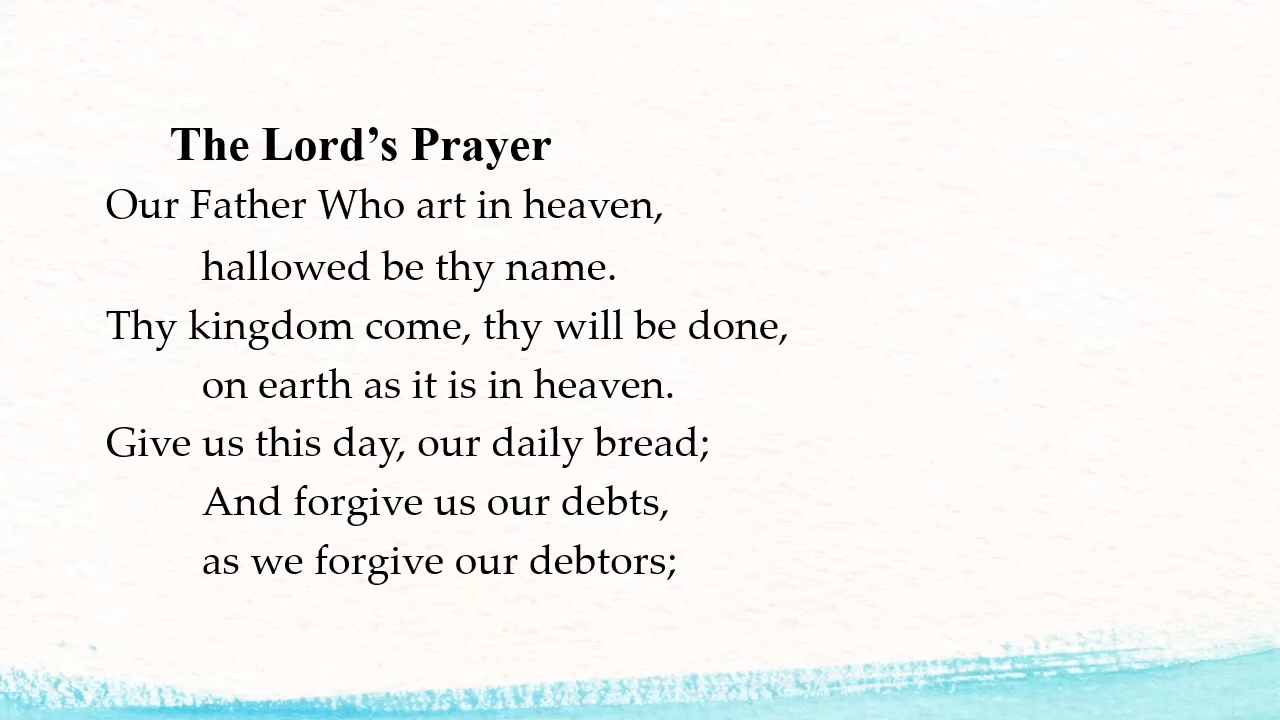 The Lord’s Prayer
Our Father Who art in heaven,
hallowed be thy name.
Thy kingdom come, thy will be done,
on earth as it is in heaven.
Give us this day, our daily bread;
And forgive us our debts,
as we forgive our debtors;